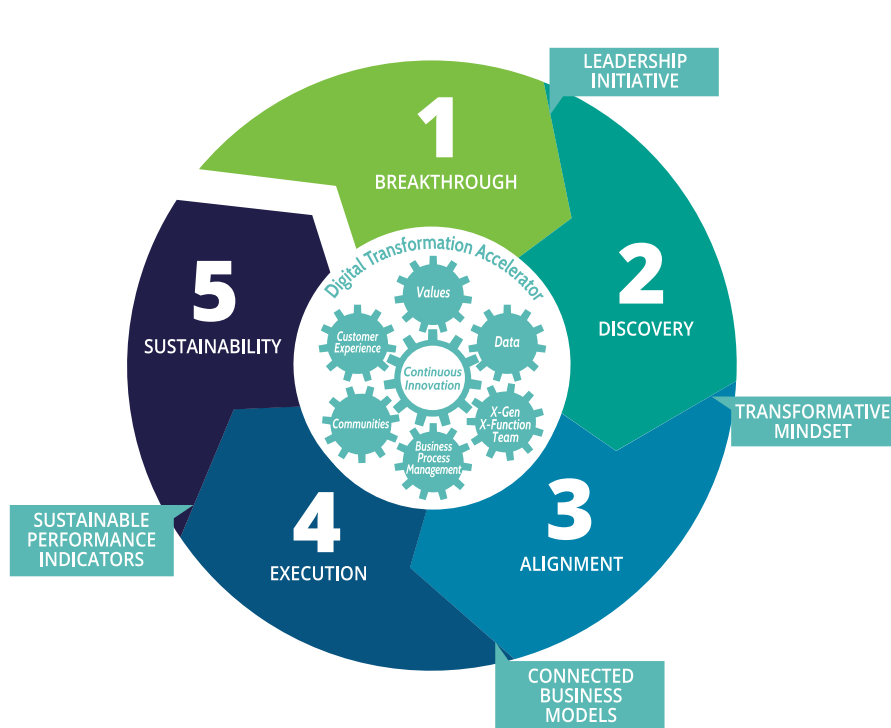 LEADERSHIP
INITIATIVE
1
BREAKTHROUGH
2
DISCOVERY
TRANSFORMATIVE
MINDSET
3
ALIGNMENT
CONNECTED
BUSINESS
MODELS
4
EXECUTION
SUSTAINABLE
PERFORMANCE
INDICATORS
5
SUSTAINABILITY
Digital Transformation Accelerator
Values
Data
X-Gen
X-Function
Team
Business
Process
Management
Communities
Customer
Experience
Continuous
Innovation